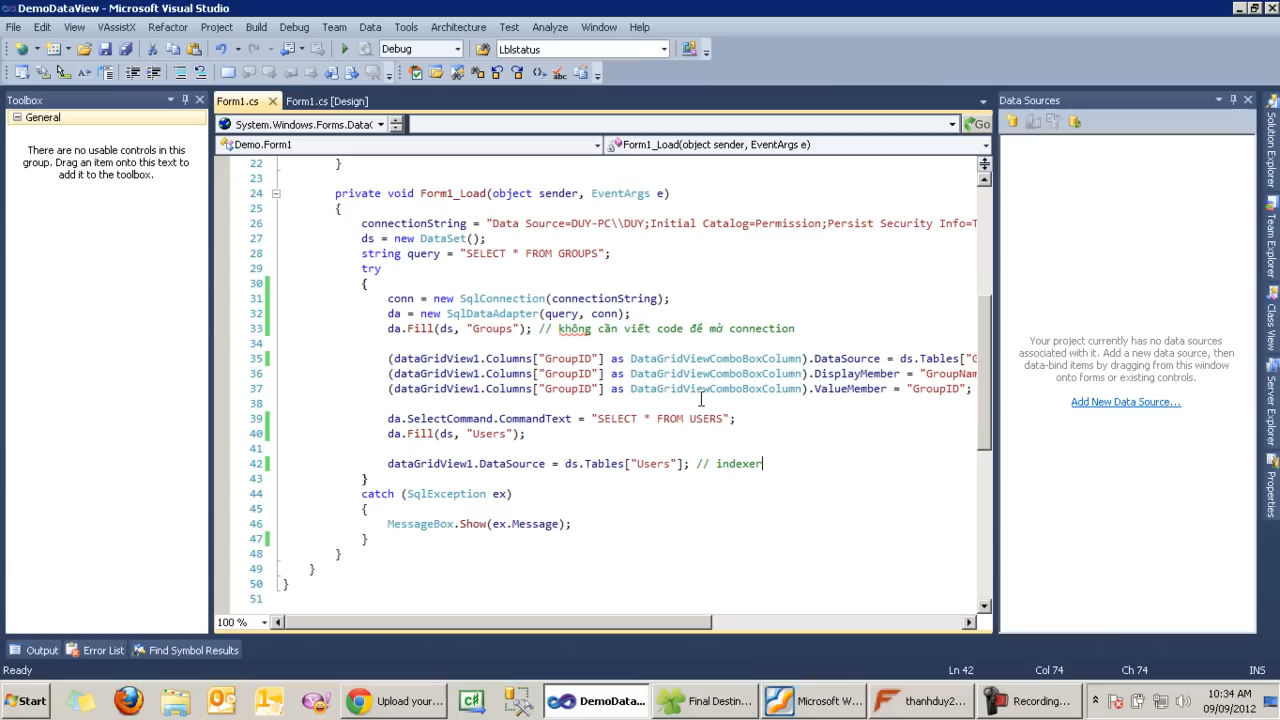 DemoDataView - Microsoft Visual Studio
File Edit View VAssistX Refactor Project Build Debug Team Data Tools Architecture Test Analyze Window Help
Debug Lblstatus
Toolbox
General
There are no usable controls in this
group. Drag an item onto this text to
add it to the toolbox.
Form1.cs Form1.cs [Design]
System.Windows.Forms.Data Go
Demo.Form1 Form1_Load(object sender, EventArgs e)
22 }
23
24 private void Form1_Load(object sender, EventArgs e)
25 {
26 connectionString = "Data Source=DUY-PC\\DUY;Initial Catalog=Permission;Persist Security Info=T
27 ds = new DataSet();
28 string query = "SELECT * FROM GROUPS";
29 try
30 {
31 conn = new SqlConnection(connectionString);
32 da = new SqlDataAdapter(query, conn);
33 da.Fill(ds, "Groups"); // không cần viết code để mở connection
34
35 (dataGridView1.Columns["GroupID"] as DataGridViewComboBoxColumn).DataSource = ds.Tables["G
36 (dataGridView1.Columns["GroupID"] as DataGridViewComboBoxColumn).DisplayMember = "GroupNam
37 (dataGridView1.Columns["GroupID"] as DataGridViewComboBoxColumn).ValueMember = "GroupID";
38
39 da.SelectCommand.CommandText = "SELECT * FROM USERS";
40 da.Fill(ds, "Users");
41
42 dataGridView1.DataSource = ds.Tables["Users"]; // indexer
43 }
44 catch (SqlException ex)
45 {
46 MessageBox.Show(ex.Message);
47 }
48 }
49 }
50 }
51
100 %
Data Sources
Your project currently has no data sources
associated with it. Add a new data source, then
data-bind items by dragging from this window
onto forms or existing controls.
Add New Data Source...
Solution Explorer
Team Explorer
Class View
Server Explorer
Properties
Output Error List Find Symbol Results
Ready Ln 42 Col 74 Ch 74 INS
Start Upload your... DemoData... Final Destin... Microsoft W... thanhduy2... Recording... 10:34 AM
09/09/2012